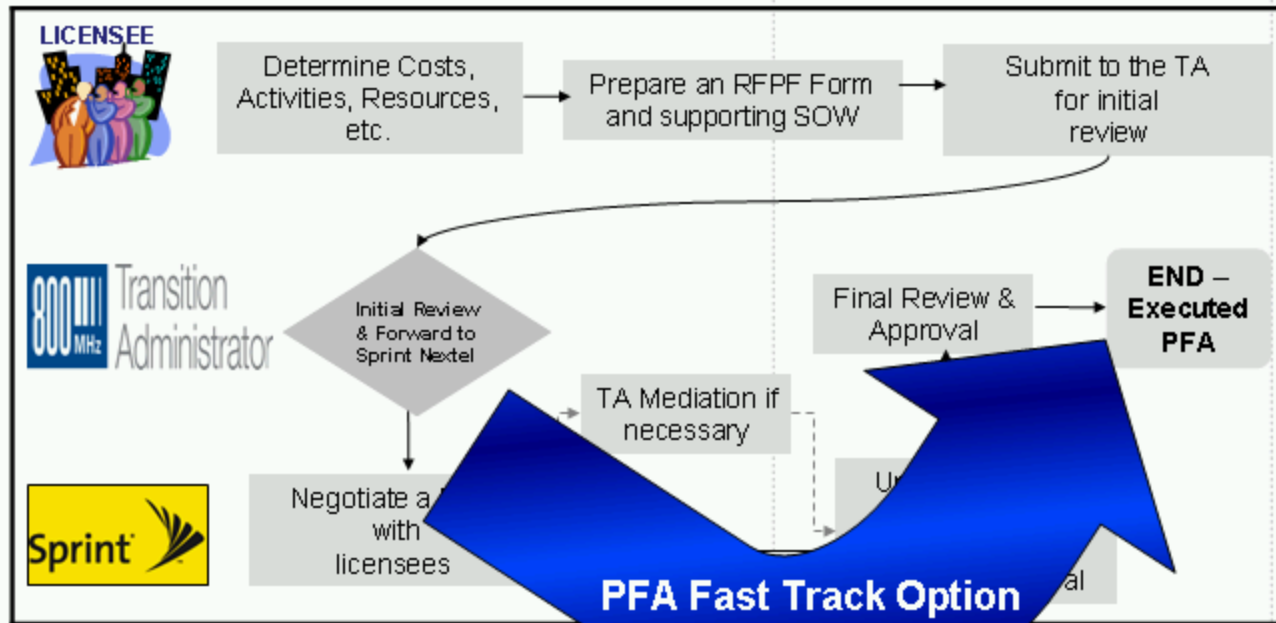 LICENSEE
Determine Costs,
Activities, Resources,
etc.
Prepare an RFPF Form
and supporting SOW
Submit to the TA
for initial
review
800
MHz
Transition
Administrator
Initial Review
& Forward to
Sprint Nextel
Final Review &
Approval
END –
Executed
PFA
TA Mediation if
necessary
Sprint
Negotiate a
with
licensees
PFA Fast Track Option